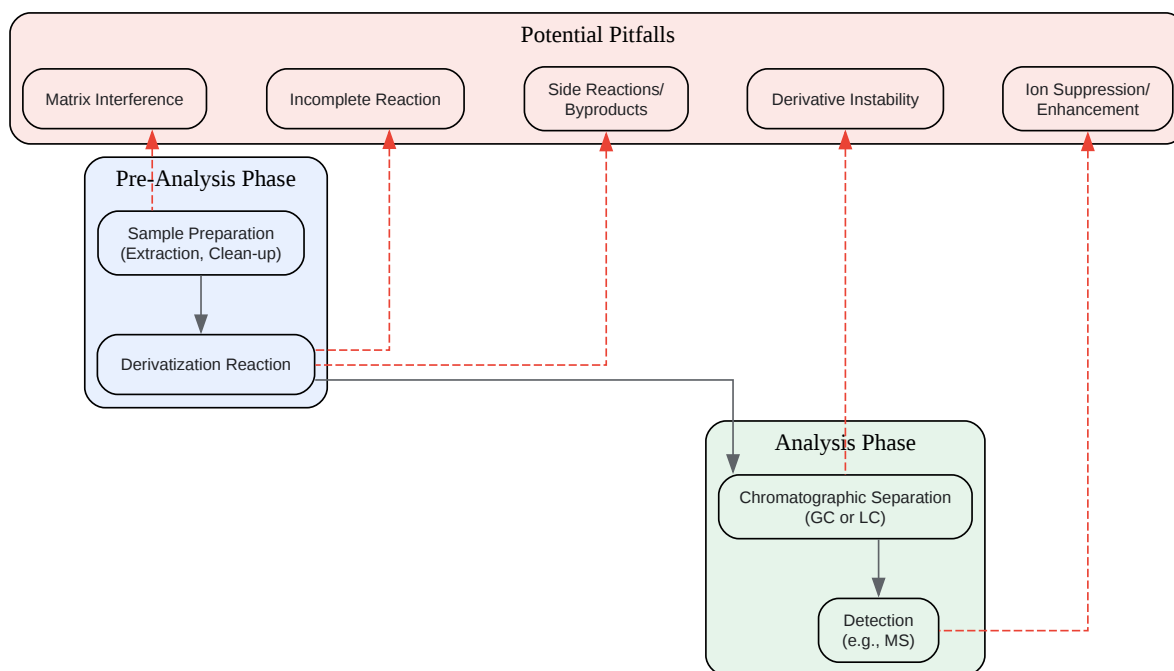 Potential Pitfalls
Matrix Interference
Incomplete Reaction
Side Reactions/
Byproducts
Derivative Instability
Ion Suppression/
Enhancement
Pre-Analysis Phase
Sample Preparation
(Extraction, Clean-up)
Derivatization Reaction
Analysis Phase
Chromatographic Separation
(GC or LC)
Detection
(e.g., MS)